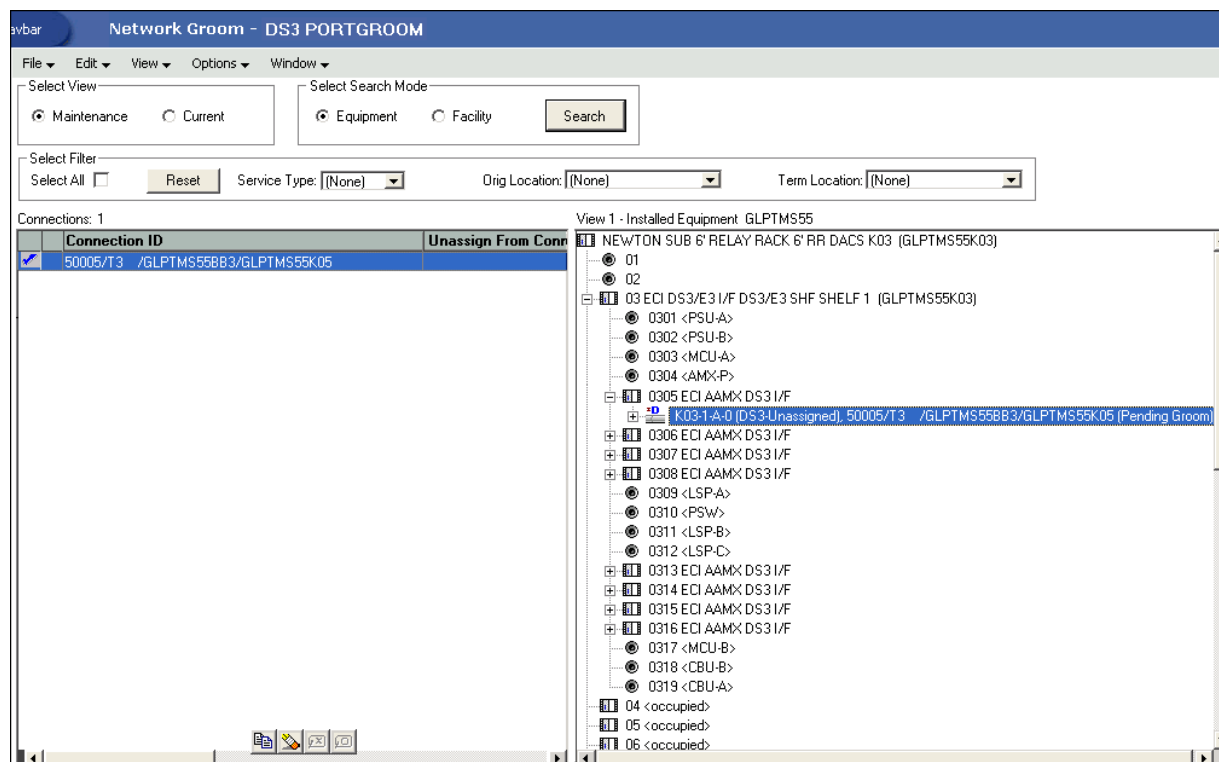 avbar Network Groom - DS3 PORTGROOM
File Edit View Options Window
Select View Select Search Mode
Maintenance Current Equipment Facility Search
Select Filter
Select All Reset Service Type: (None) Orig Location: (None) Term Location: (None)
Connections: 1
Connection ID Unassign From Conn
50005/T3 /GLPTMS55BB3/GLPTMS55K05
View 1 - Installed Equipment GLPTMS55
NEWTON SUB 6' RELAY RACK 6' RR DACS K03 (GLPTMS55K03)
01
02
03 ECI DS3/E3 I/F DS3/E3 SHF SHELF 1 (GLPTMS55K03)
0301 <PSU-A>
0302 <PSU-B>
0303 <MCU-A>
0304 <AMX-P>
0305 ECI AAMX DS3 I/F
K03-1-A-0 (DS3-Unassigned), 50005/T3 /GLPTMS55BB3/GLPTMS55K05 (Pending Groom)
0306 ECI AAMX DS3 I/F
0307 ECI AAMX DS3 I/F
0308 ECI AAMX DS3 I/F
0309 <LSP-A>
0310 <PSW>
0311 <LSP-B>
0312 <LSP-C>
0313 ECI AAMX DS3 I/F
0314 ECI AAMX DS3 I/F
0315 ECI AAMX DS3 I/F
0316 ECI AAMX DS3 I/F
0317 <MCU-B>
0318 <CBU-B>
0319 <CBU-A>
04 <occupied>
05 <occupied>
06 <occupied>